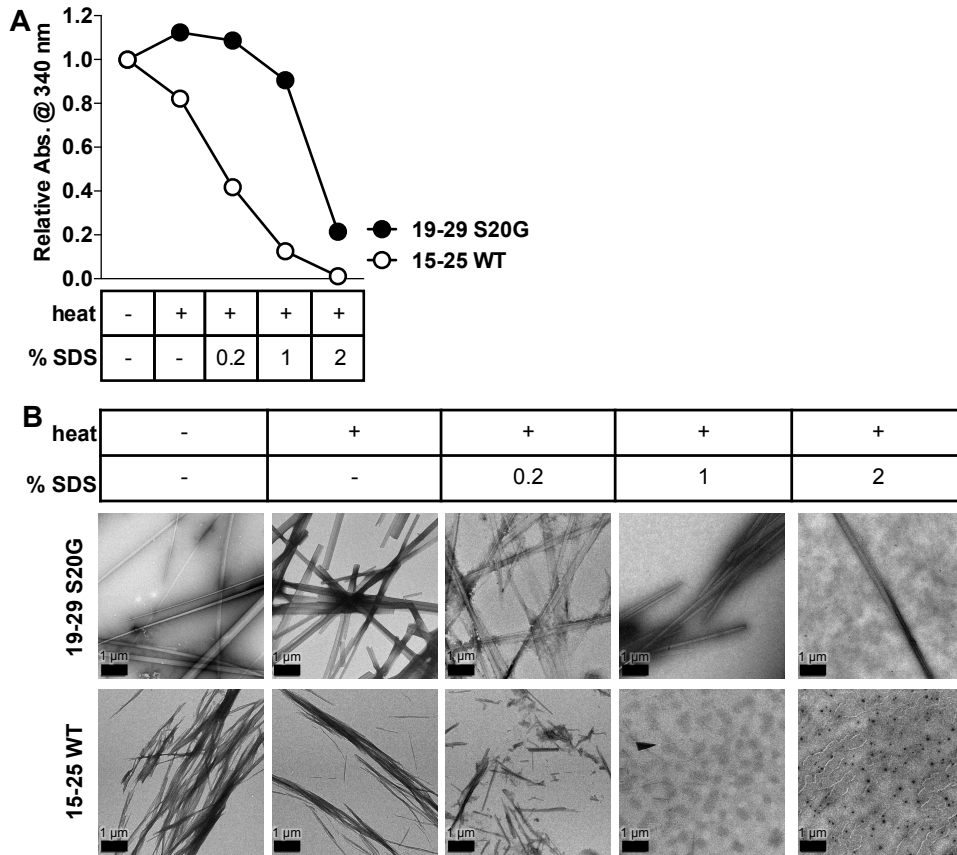 A
Relative Abs. @ 340 nm
1.2
1.0
0.8
0.6
0.4
0.2
0.0
19-29 S20G
15-25 WT
heat - + + + +
% SDS - - 0.2 1 2
B
heat - + + + +
% SDS - - 0.2 1 2
19-29 S20G
1 µm 1 µm 1 µm 1 µm 1 µm
15-25 WT
1 µm 1 µm 1 µm 1 µm 1 µm